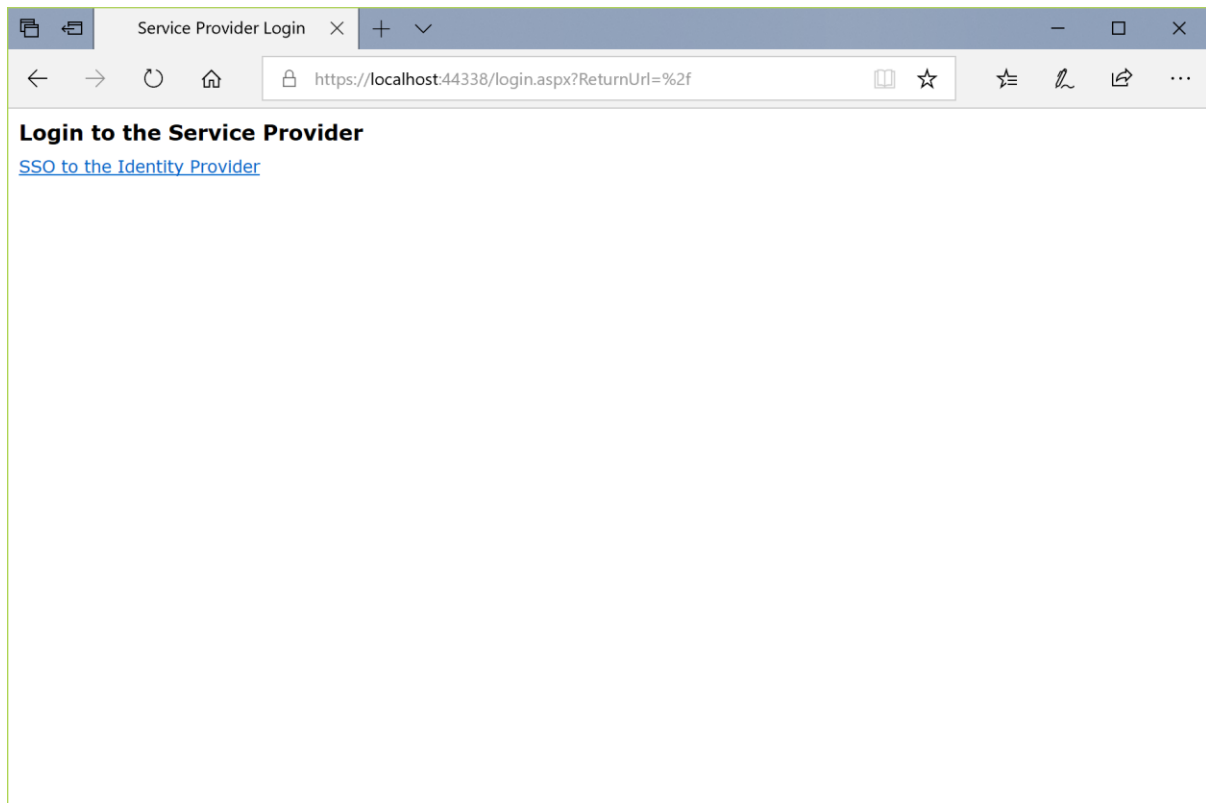 Service Provider Login
https://localhost:44338/login.aspx?ReturnUrl=%2f
Login to the Service Provider
SSO to the Identity Provider